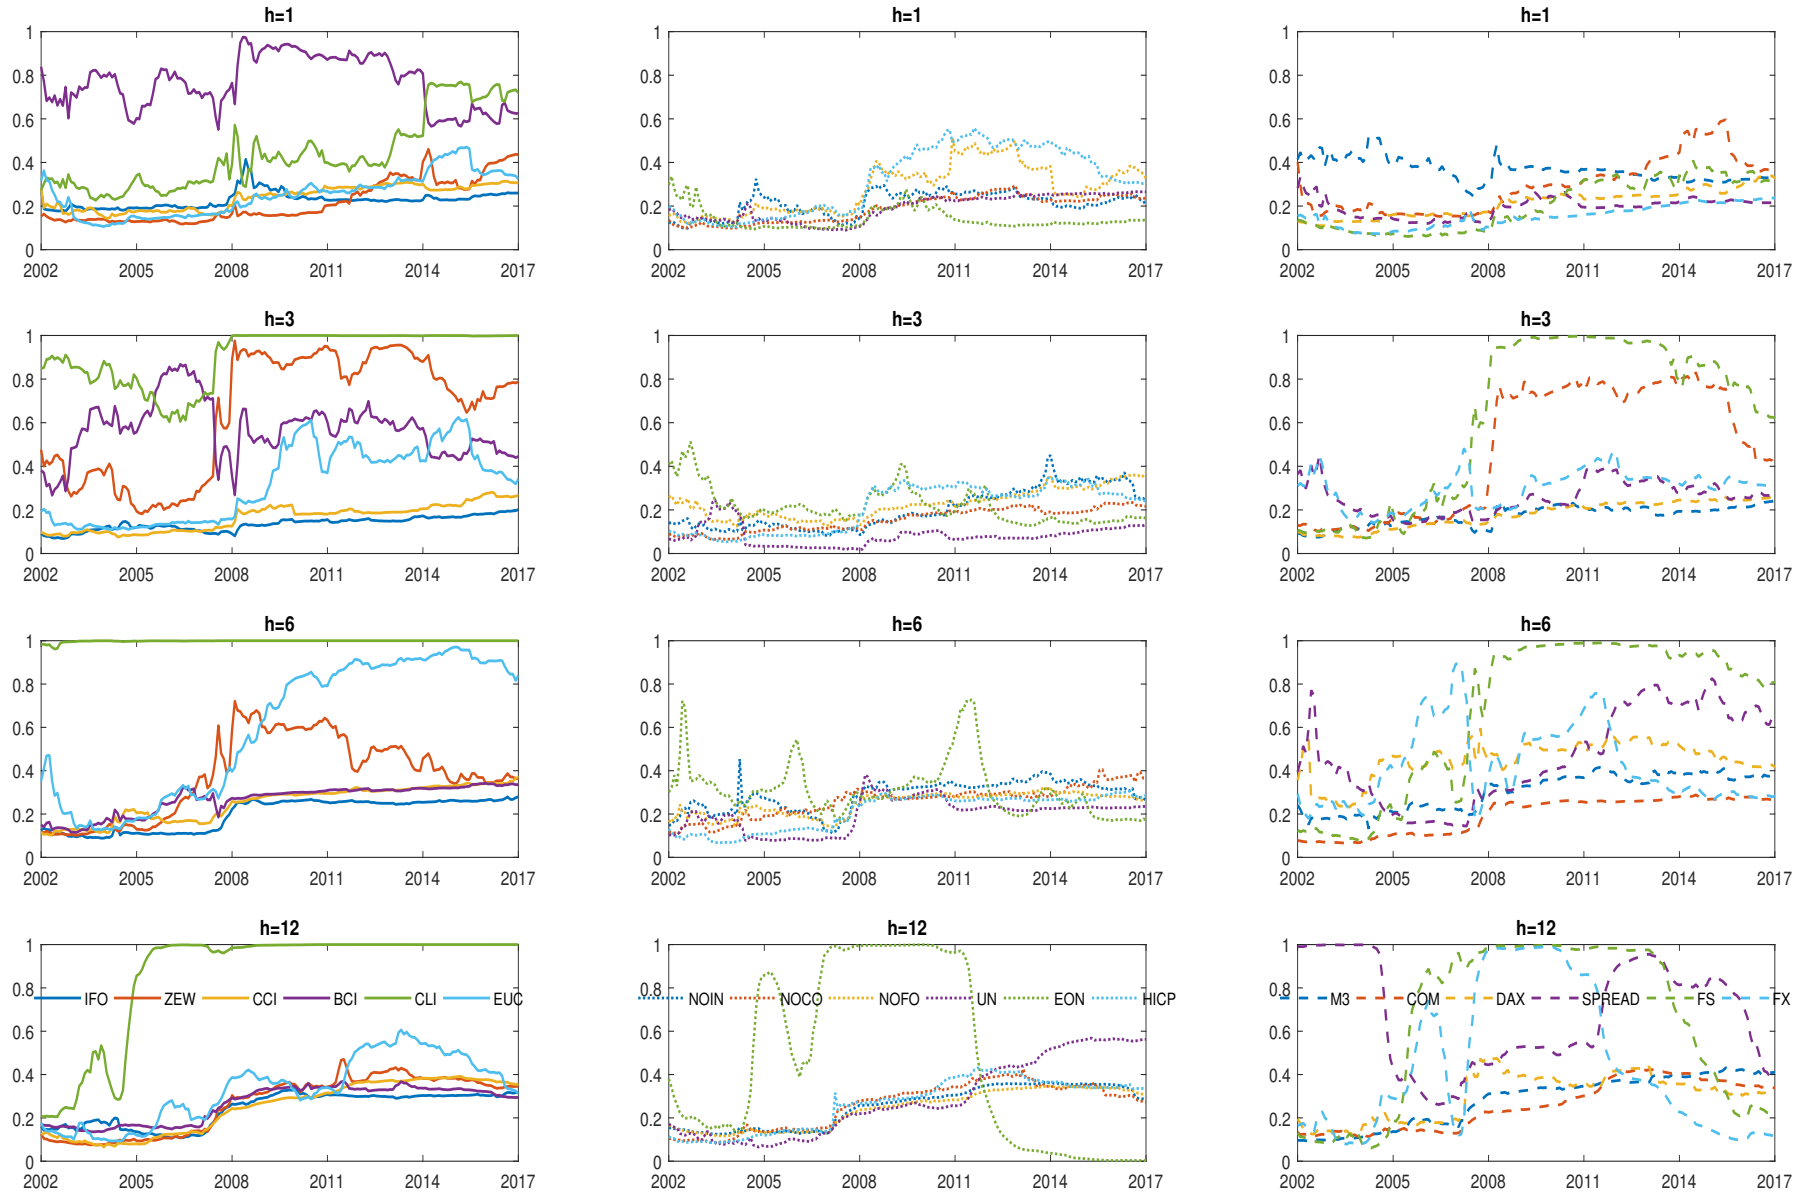 h=1 h=1 h=1
1 1 1
0.8 0.8 0.8
0.6 0.6 0.6
0.4 0.4 0.4
0.2 0.2 0.2
0 0 0
2002 2005 2008 2011 2014 2017 2002 2005 2008 2011 2014 2017 2002 2005 2008 2011 2014 2017
h=3 h=3 h=3
1 1 1
0.8 0.8 0.8
0.6 0.6 0.6
0.4 0.4 0.4
0.2 0.2 0.2
0 0 0
2002 2005 2008 2011 2014 2017 2002 2005 2008 2011 2014 2017 2002 2005 2008 2011 2014 2017
h=6 h=6 h=6
1 1 1
0.8 0.8 0.8
0.6 0.6 0.6
0.4 0.4 0.4
0.2 0.2 0.2
0 0 0
2002 2005 2008 2011 2014 2017 2002 2005 2008 2011 2014 2017 2002 2005 2008 2011 2014 2017
h=12 h=12 h=12
1 1 1
0.8 0.8 0.8
IFO ZEW CCI BCI CLI EUC NOIN NOCO NOFO UN EON HICP M3 COM DAX SPREAD FS FX
0.6 0.6 0.6
0.4 0.4 0.4
0.2 0.2 0.2
0 0 0
2002 2005 2008 2011 2014 2017 2002 2005 2008 2011 2014 2017 2002 2005 2008 2011 2014 2017